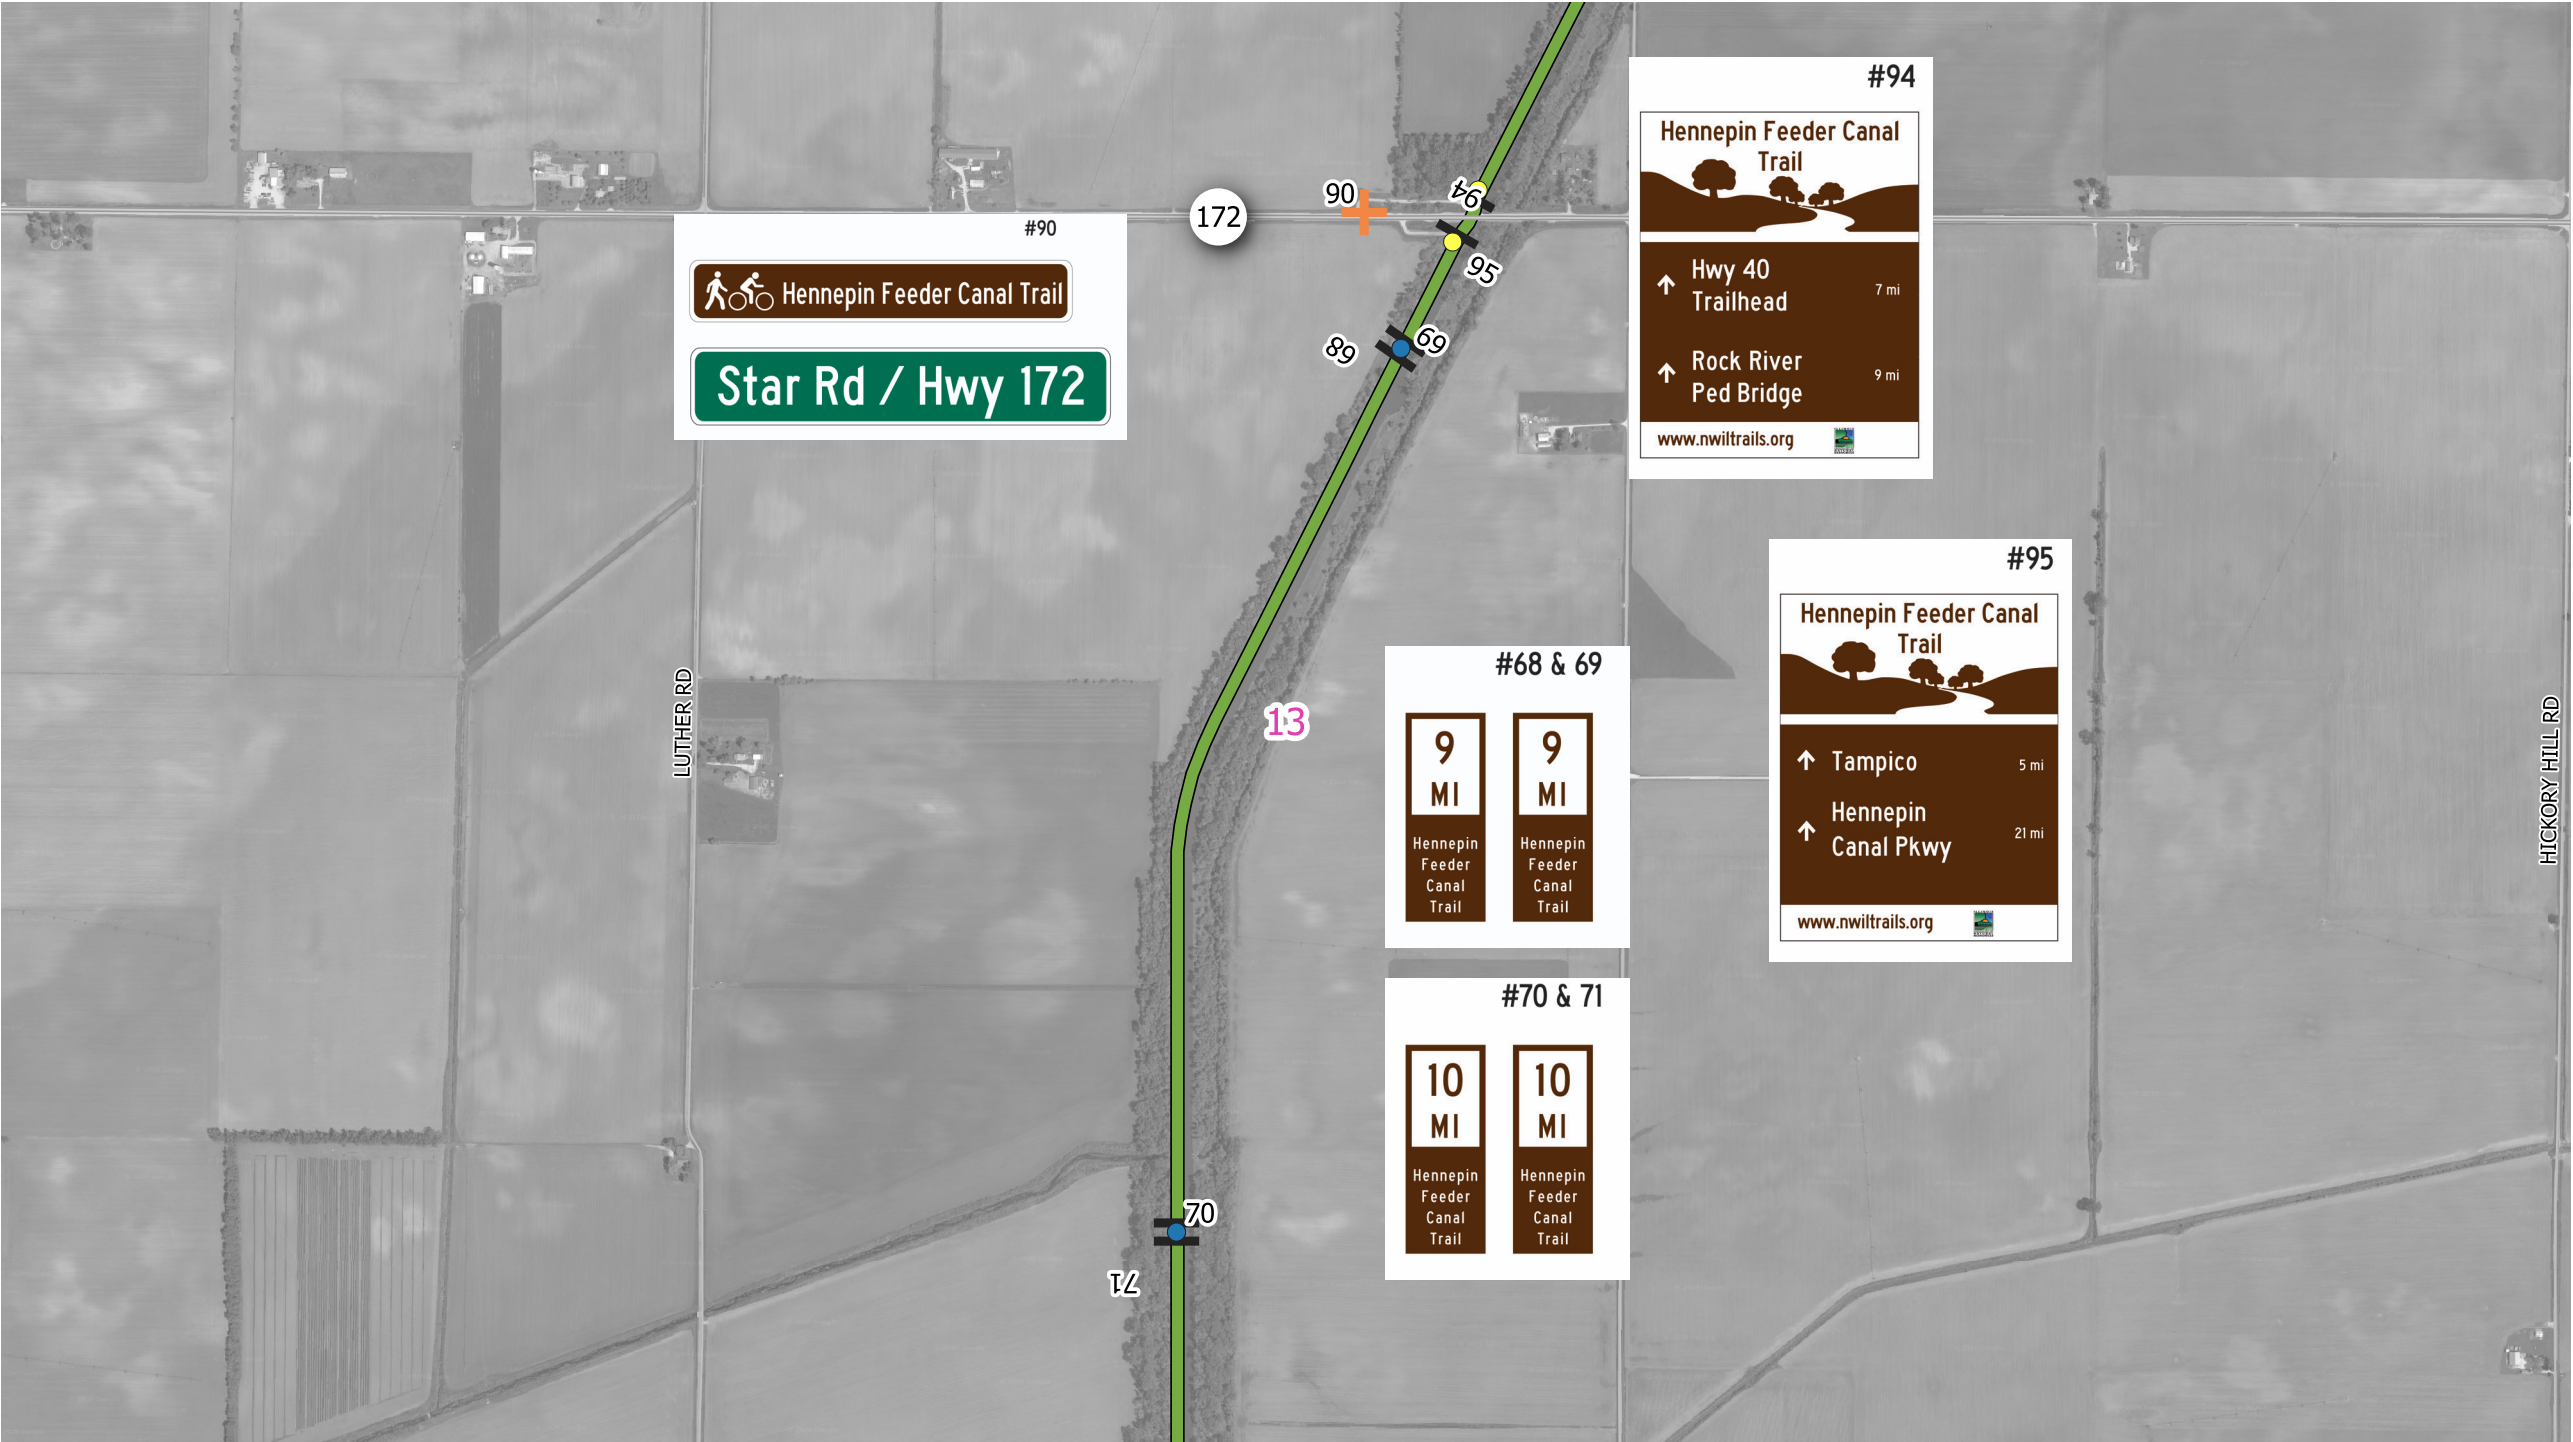 #94
Hennepin Feeder Canal
Trail
Hwy 40
Trailhead
7 mi
Rock River
Ped Bridge
9 mi
www.nwiltrails.org
90
94
172
#90
Hennepin Feeder Canal Trail
Star Rd / Hwy 172
95
68
69
#95
Hennepin Feeder Canal
Trail
Tampico
5 mi
Hennepin
Canal Pkwy
21 mi
www.nwiltrails.org
#68 & 69
9
MI
Hennepin
Feeder
Canal
Trail
9
MI
Hennepin
Feeder
Canal
Trail
13
LUTHER RD
HICKORY HILL RD
#70 & 71
10
MI
Hennepin
Feeder
Canal
Trail
10
MI
Hennepin
Feeder
Canal
Trail
70
71